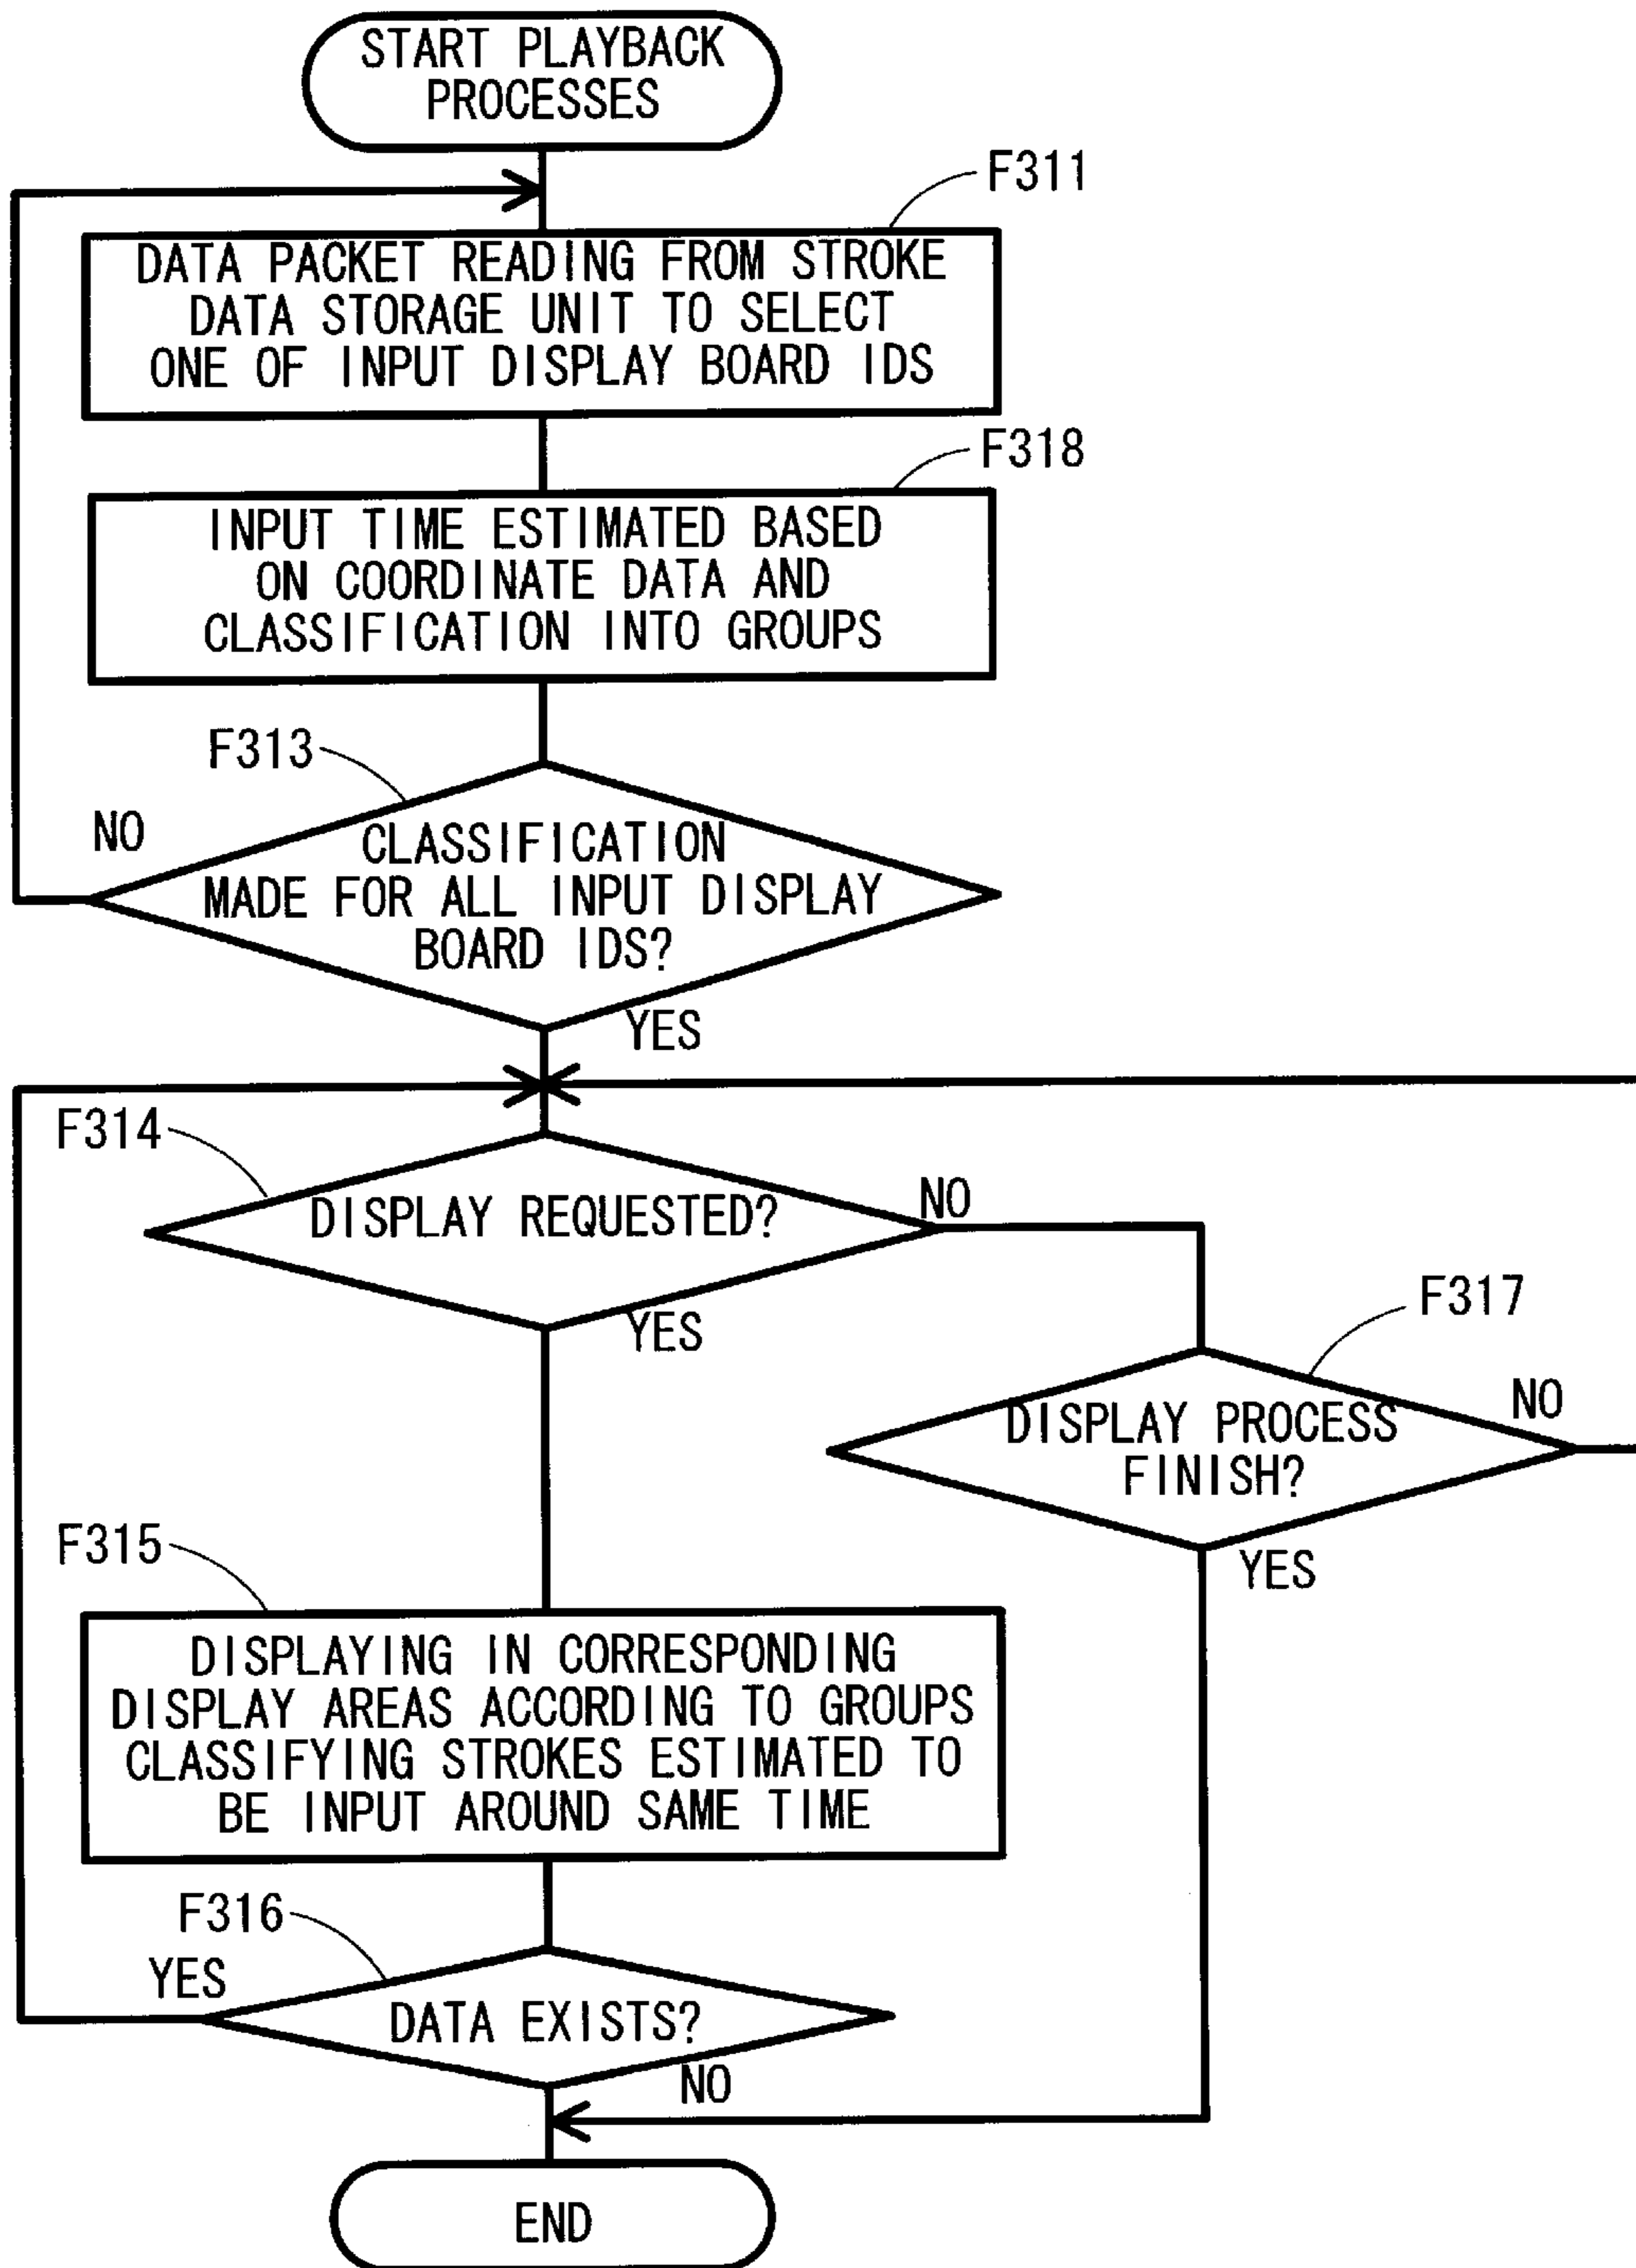 START PLAYBACK
PROCESSES
F311
DATA PACKET READING FROM STROKE
DATA STORAGE UNIT TO SELECT
ONE OF INPUT DISPLAY BOARD IDS
F318
INPUT TIME ESTIMATED BASED
ON COORDINATE DATA AND
CLASSIFICATION INTO GROUPS
F313
NO
CLASSIFICATION
MADE FOR ALL INPUT DISPLAY
BOARD IDS?
YES
F314
DISPLAY REQUESTED?
NO
YES
F317
DISPLAY PROCESS
FINISH?
NO
YES
F315
DISPLAYING IN CORRESPONDING
DISPLAY AREAS ACCORDING TO GROUPS
CLASSIFYING STROKES ESTIMATED TO
BE INPUT AROUND SAME TIME
F316
YES
DATA EXISTS?
NO
END